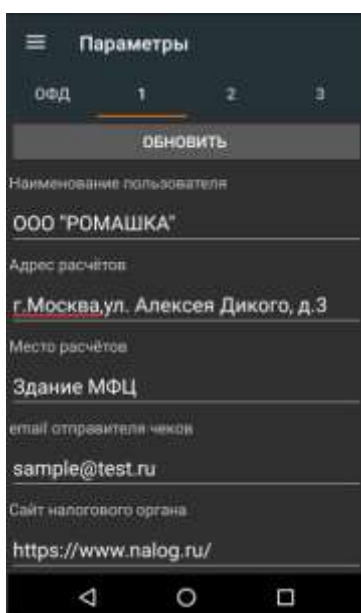 Параметры
ОФД 1 2 3
ОБНОВИТЬ
Наименование пользователя
ООО "РОМАШКА"
Адрес расчётов
г.Москва,ул. Алексея Дикого, д.3
Место расчётов
Здание МФЦ
email отправителя чеков
sample@test.ru
Сайт налогового органа
https://www.nalog.ru/